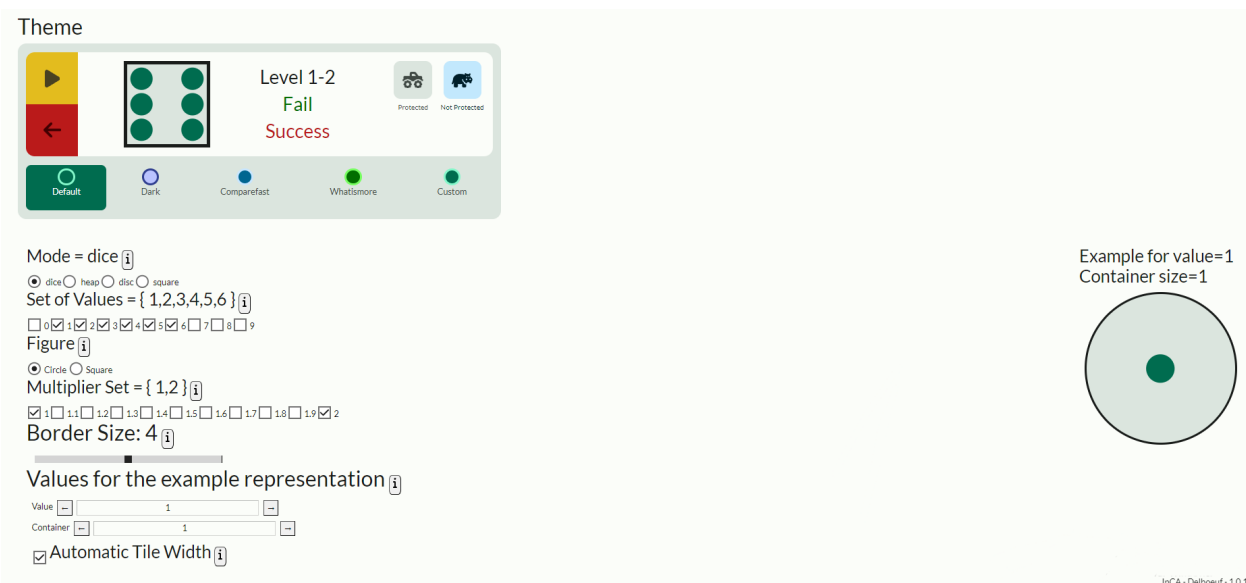 Theme
Level 1-2
Fail
Success
Protected Not Protected
Default Dark Comparefast Whatismore Custom
Mode = dice i
dice heap disc square
Set of Values = { 1,2,3,4,5,6 } i
0 1 2 3 4 5 6 7 8 9
Figure i
Circle Square
Multiplier Set = { 1,2 } i
1 1.1 1.2 1.3 1.4 1.5 1.6 1.7 1.8 1.9 2
Border Size: 4 i
Values for the example representation i
Value ← 1 →
Container ← 1 →
Automatic Tile Width i
Example for value=1
Container size=1